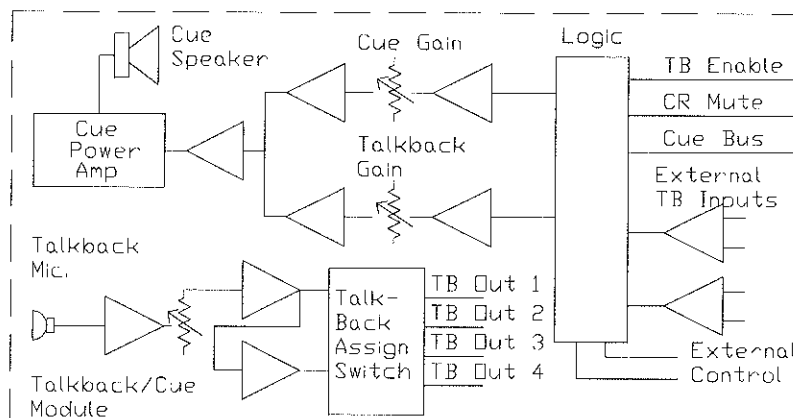 Cue
Speaker
Cue Gain
Logic
TB Enable
CR Mute
Cue Bus
Cue
Power
Amp
Talkback
Gain
External
TB Inputs
Talkback
Mic.
Talk-
Back
Assign
Switch
TB Out 1
TB Out 2
TB Out 3
TB Out 4
External
Control
Talkback/Cue
Module